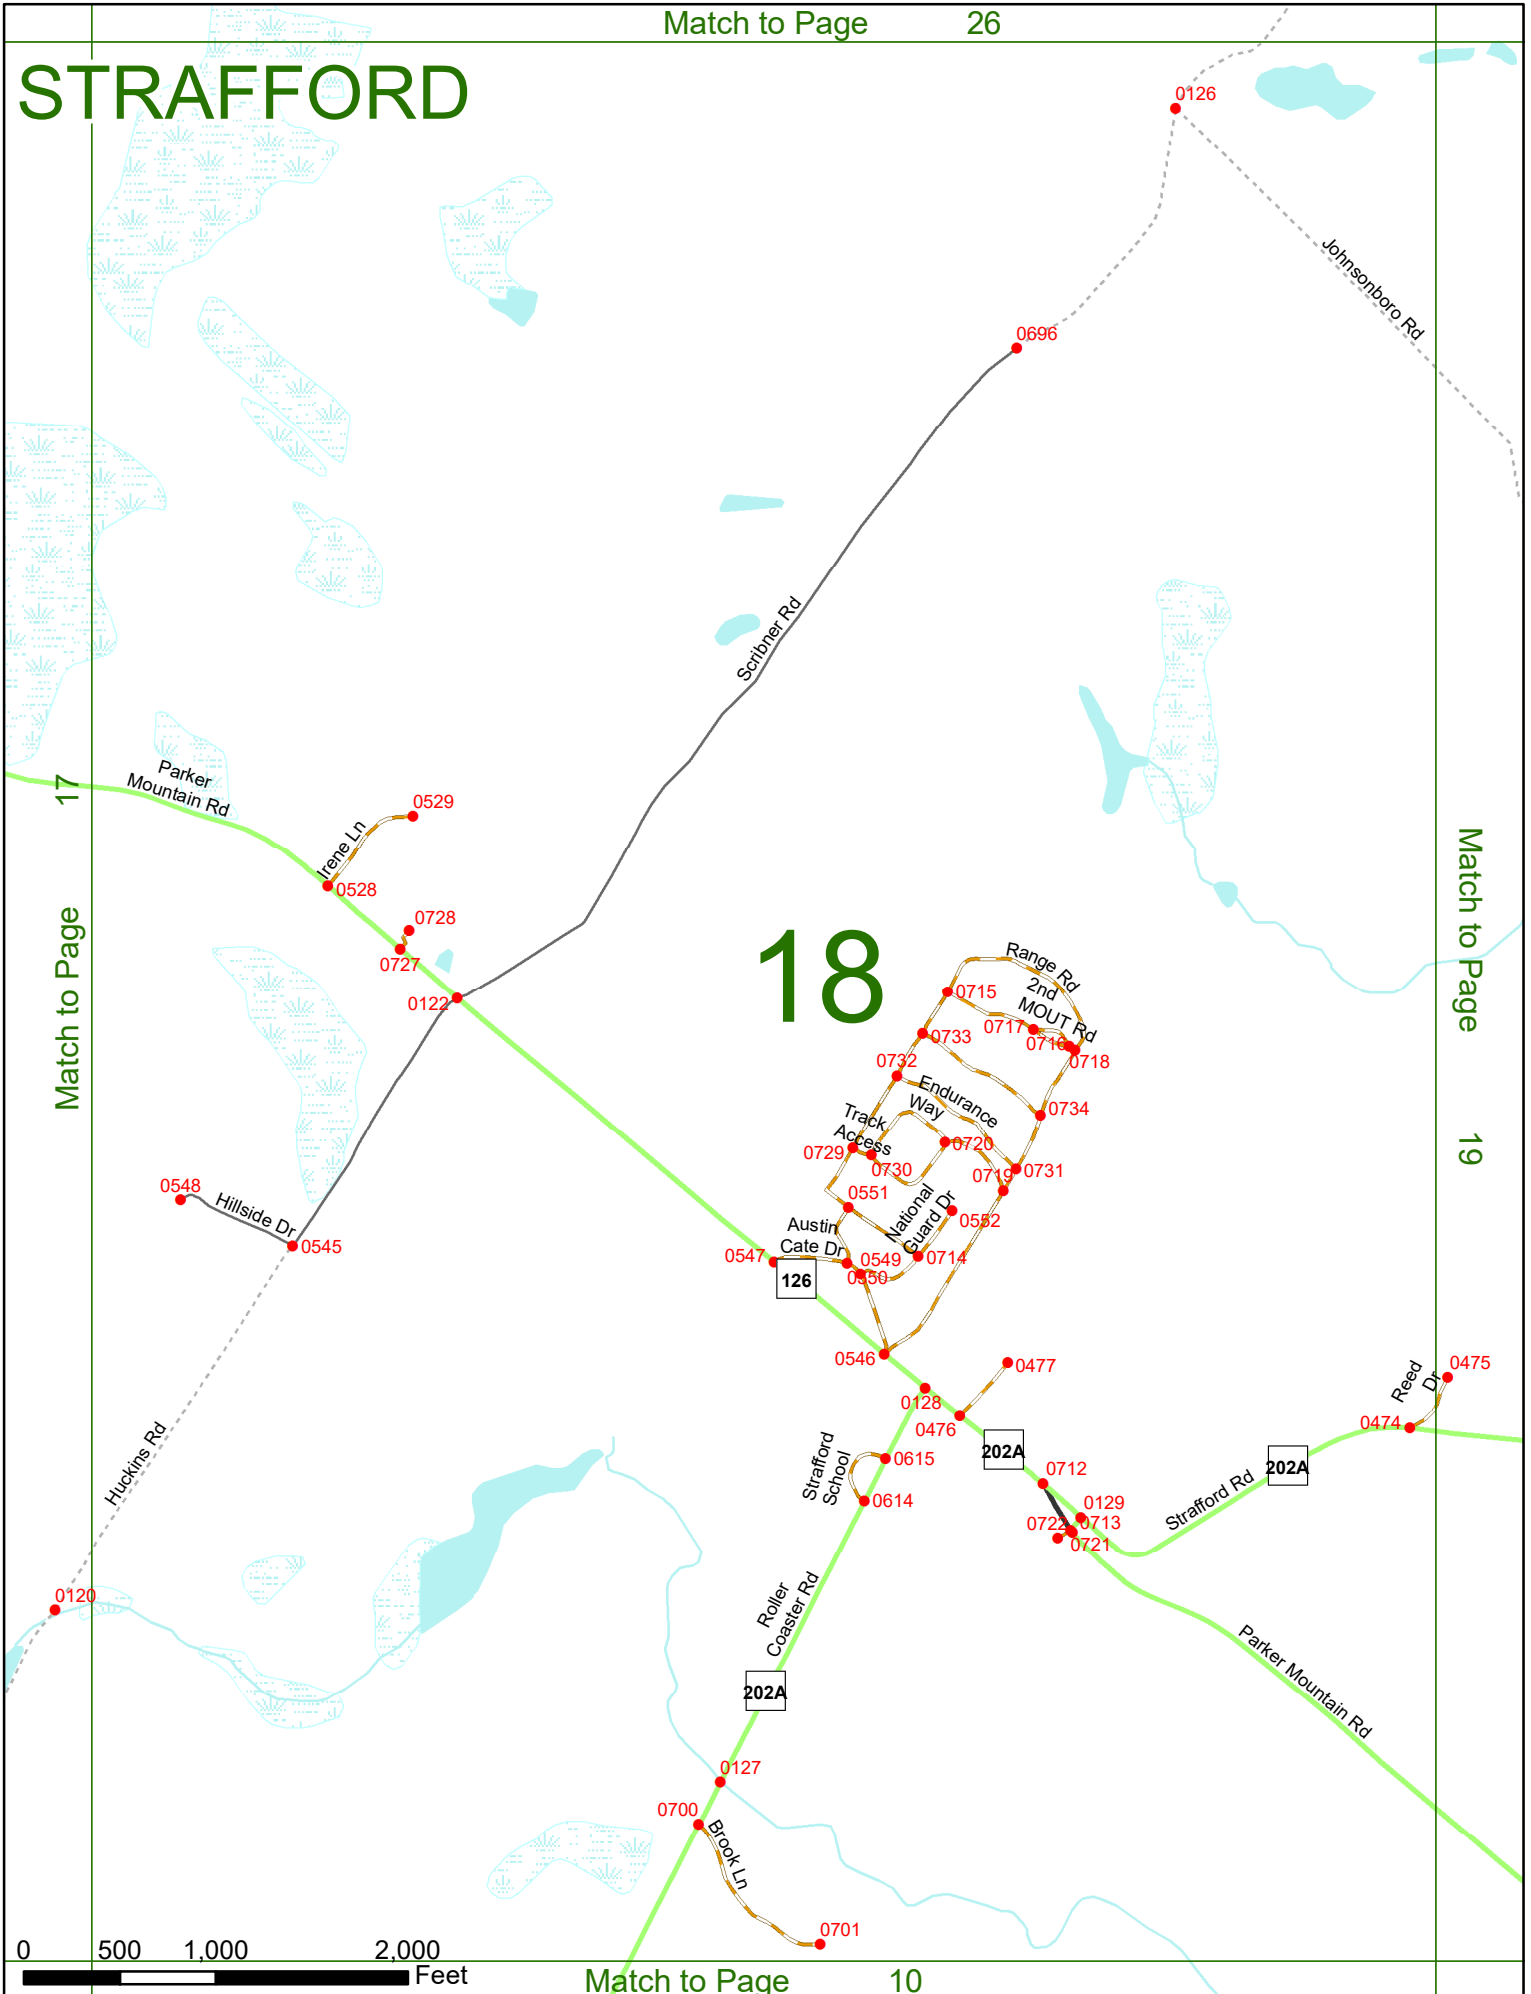 Match to Page 26
STRAFFORD
0126
Johnsonboro Rd
0696
Scribner Rd
Parker
Mountain Rd
17
Match to Page
0529
Irene Ln
0528
0728
0727
0122
18
Match to Page
19
Range Rd
2nd
MOUT Rd
0715
0717
0716
0718
0733
0732
Endurance
Way
0734
Track
Access
0720
0729
0730
0731
0719
0551
National
Guard Dr
0552
Austin
Cate Dr
0549
0714
0547
0550
126
0548
Hillside Dr
0545
0546
0477
0128
0476
Reed
Dr
0475
0474
202A
202A
Strafford
School
0615
0614
0712
0129
0722
0713
0721
Strafford Rd
Huckins Rd
0120
Roller
Coaster Rd
Parker Mountain Rd
202A
0127
0700
Brook Ln
0701
0 500 1,000 2,000
Feet
Match to Page 10